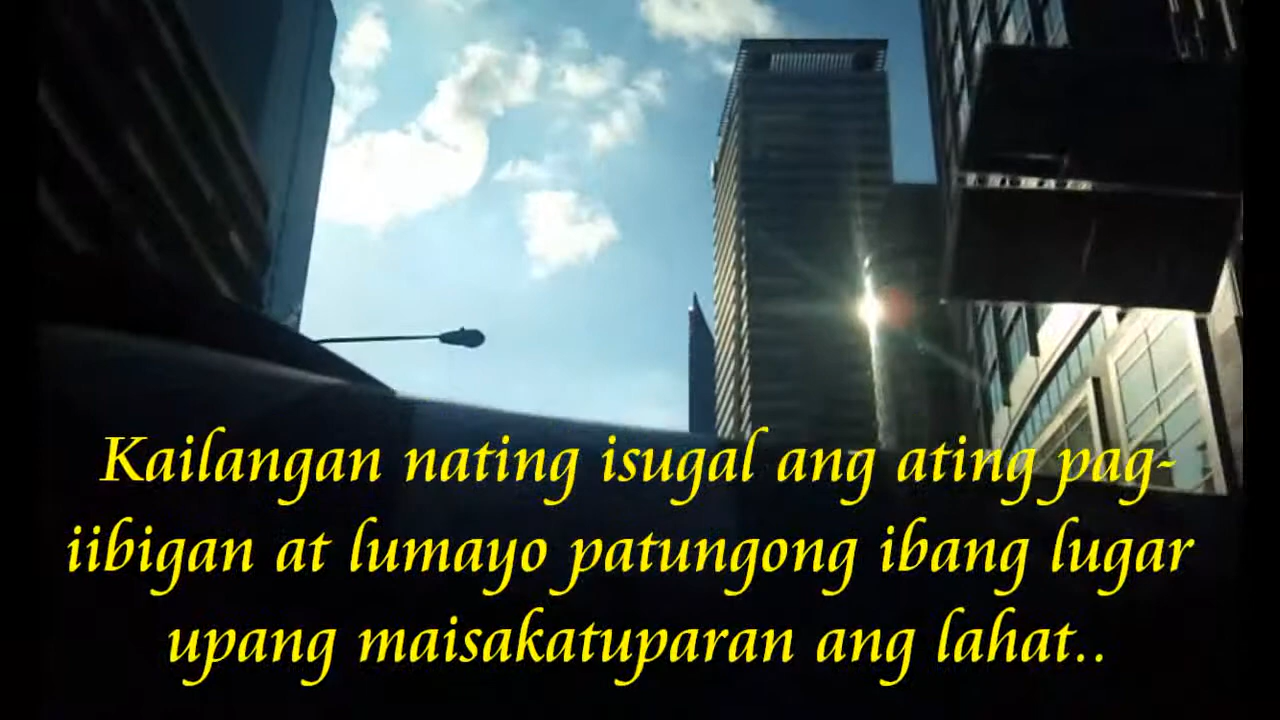 Kailangan nating isugal ang ating pag-
iibigan at lumayo patungong ibang lugar
upang maisakatuparan ang lahat..